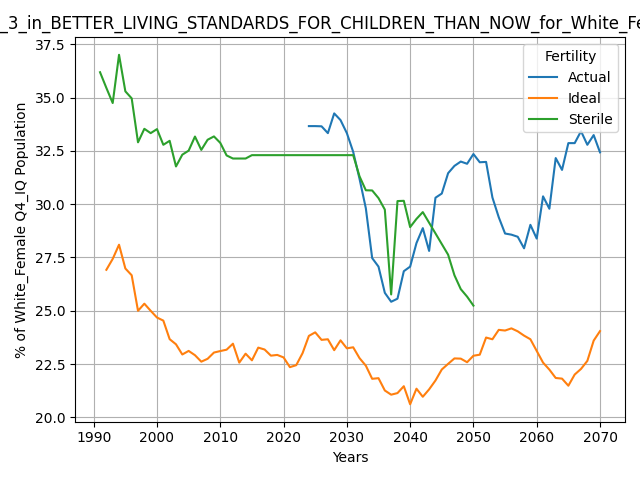 _3_in_BETTER_LIVING_STANDARDS_FOR_CHILDREN_THAN_NOW_for_White_Fe
% of White_Female Q4_IQ Population
37.5
35.0
32.5
30.0
27.5
25.0
22.5
20.0
Fertility
Actual
Ideal
Sterile
1990 2000 2010 2020 2030 2040 2050 2060 2070
Years